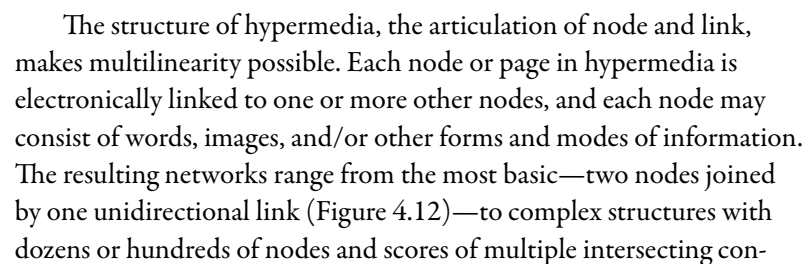 The structure of hypermedia, the articulation of node and link,
makes multilinearity possible. Each node or page in hypermedia is
electronically linked to one or more other nodes, and each node may
consist of words, images, and/or other forms and modes of information.
The resulting networks range from the most basic—two nodes joined
by one unidirectional link (Figure 4.12)—to complex structures with
dozens or hundreds of nodes and scores of multiple intersecting con-